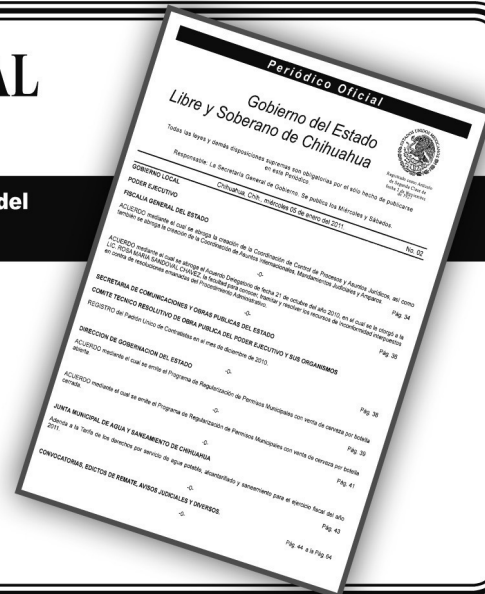 AL
del
Periódico Oficial
Gobierno del Estado
Libre y Soberano de Chihuahua
Todas las leyes y demás disposiciones supremas son obligatorias por el sólo hecho de publicarse
en este Periódico
Responsable: La Secretaría General de Gobierno. Se publica los Miércoles y Sábados.
Chihuahua, Chih., miércoles 05 de enero del 2011.
No. 02
GOBIERNO LOCAL
PODER EJECUTIVO
FISCALIA GENERAL DEL ESTADO
ACUERDO mediante el cual se abroga la creación de la Coordinación de Control de Procesos y Asuntos Jurídicos, así como
también se abroga la creación de la Coordinación de Asuntos Internacionales, Mandamientos Judiciales y Amparos.
Pág. 34
-0-
ACUERDO mediante el cual se abroga el Acuerdo Delegatorio de fecha 21 de octubre del año 2010, en el cual se le otorgó a la
LIC. ROSA MARIA SANDOVAL CHAVEZ, la facultad para conocer, tramitar y resolver los recursos de inconformidad interpuestos
en contra de resoluciones emanadas del Procedimiento Administrativo.
Pág. 36
-0-
SECRETARIA DE COMUNICACIONES Y OBRAS PUBLICAS DEL ESTADO
COMITE TECNICO RESOLUTIVO DE OBRA PUBLICA DEL PODER EJECUTIVO Y SUS ORGANISMOS
REGISTRO del Padrón Unico de Contratistas en el mes de diciembre de 2010.
Pág. 38
-0-
DIRECCION DE GOBERNACION DEL ESTADO
ACUERDO mediante el cual se emite el Programa de Regularización de Permisos Municipales con venta de cerveza por botella
abierta.
Pág. 39
-0-
ACUERDO mediante el cual se emite el Programa de Regularización de Permisos Municipales con venta de cerveza por botella
cerrada.
Pág. 41
-0-
JUNTA MUNICIPAL DE AGUA Y SANEAMIENTO DE CHIHUAHUA
Adenda a la Tarifa de los derechos por servicio de agua potable, alcantarillado y saneamiento para el ejercicio fiscal del año
2011.
Pág. 43
-0-
CONVOCATORIAS, EDICTOS DE REMATE, AVISOS JUDICIALES Y DIVERSOS.
Pág. 44 a la Pág. 64
-0-